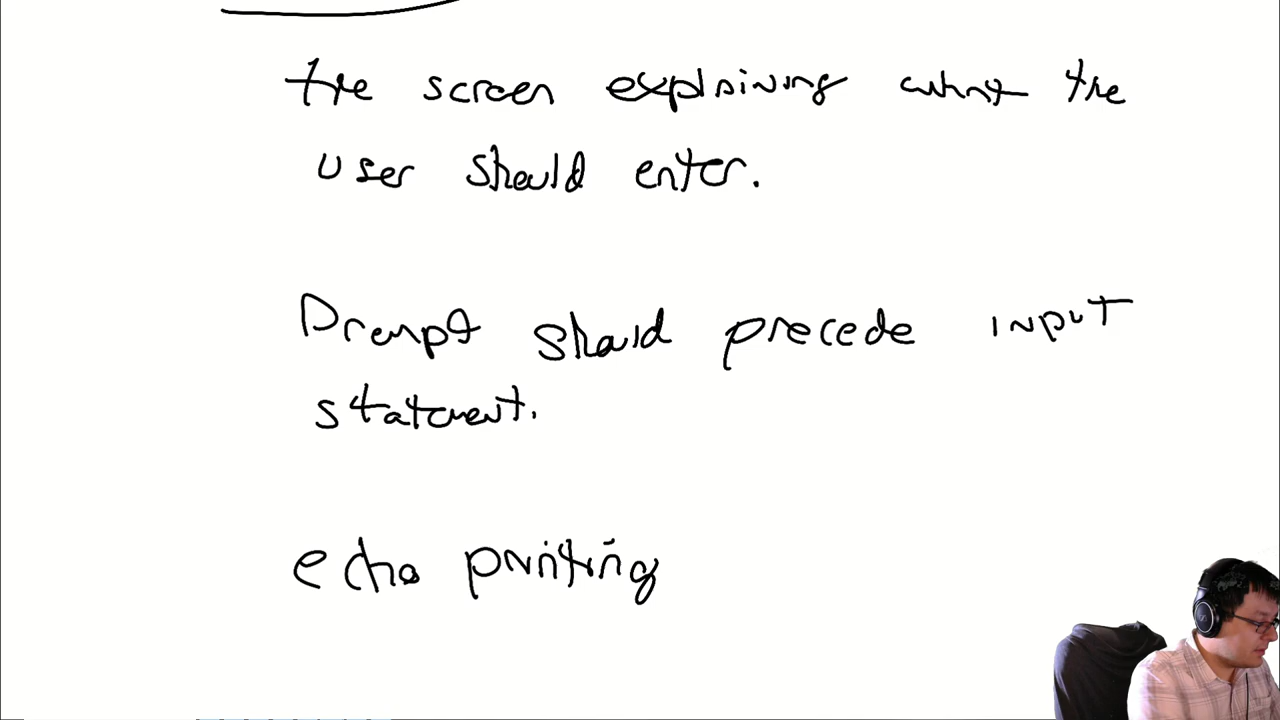 the screen explaining what the
user should enter.
Prompt should precede input
statement.
echo printing